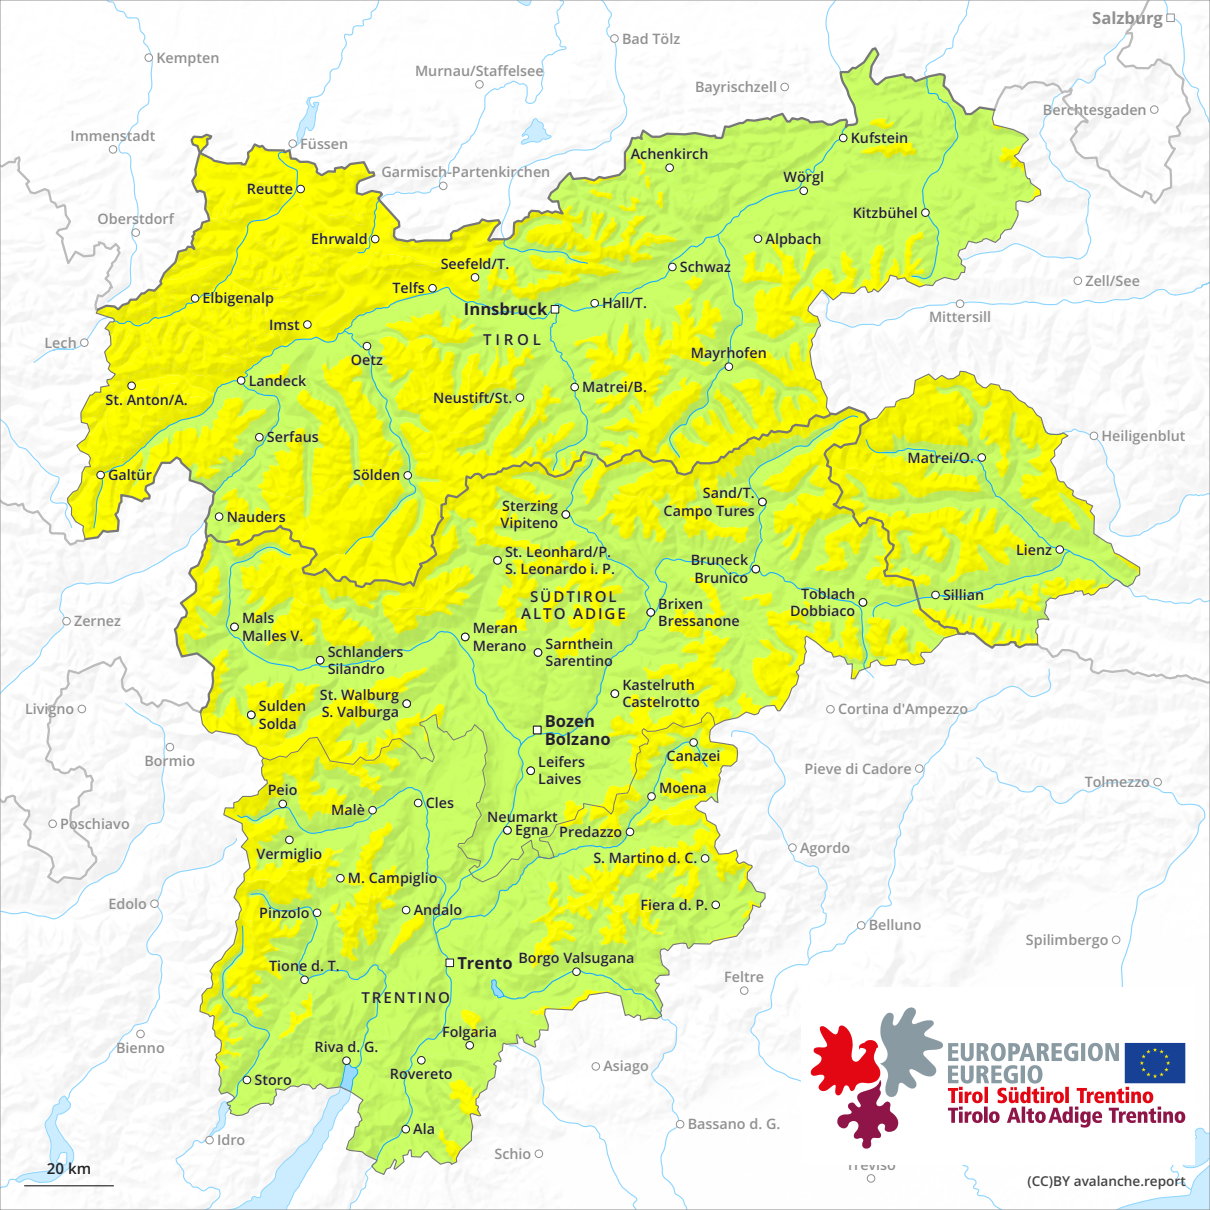 Salzburg
Bad Tölz
Kempten
Murnau/Staffelsee
Bayrischzell
Berchtesgaden
Immenstadt
Füssen
Kufstein
Achenkirch
Garmisch-Partenkirchen
Wörgl
Reutte
Oberstdorf
Kitzbühel
Ehrwald
Alpbach
Seefeld/T.
Schwaz
Zell/See
Telfs
Elbigenalp
Innsbruck
Hall/T.
Mittersill
Imst
TIROL
Lech
Oetz
Mayrhofen
Landeck
St. Anton/A.
Matrei/B.
Neustift/St.
Serfaus
Heiligenblut
Matrei/O.
Galtür
Sölden
Sand/T.
Campo Tures
Sterzing
Vipiteno
Nauders
Lienz
St. Leonhard/P.
S. Leonardo i. P.
Bruneck
Brunico
SÜDTIROL
ALTO ADIGE
Toblach
Dobbiaco
Sillian
Brixen
Bressanone
Zernez
Mals
Malles V.
Meran
Merano
Sarnthein
Sarentino
Schlanders
Silandro
Kastelruth
Castelrotto
St. Walburg
S. Valburga
Livigno
Sulden
Solda
Cortina d'Ampezzo
Bozen
Bolzano
Bormio
Canazei
Leifers
Laives
Pieve di Cadore
Tolmezzo
Peio
Moena
Malè
Cles
Neumarkt
Egna
Poschiavo
Predazzo
Vermiglio
Agordo
S. Martino d. C.
M. Campiglio
Edolo
Pinzolo
Andalo
Fiera d. P.
Belluno
Spilimbergo
Trento
Borgo Valsugana
Tione d. T.
Feltre
TRENTINO
Folgaria
Bienno
Riva d. G.
Rovereto
Asiago
Storo
EUROPAREGION
EUREGIO
Tirol Südtirol Trentino
Tirolo Alto Adige Trentino
Bassano d. G.
Ala
Idro
Schio
Treviso
20 km
(CC)BY avalanche.report